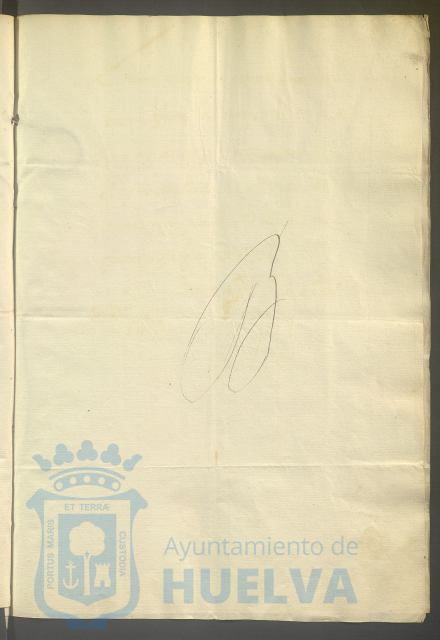 ET TERRÆ
PORTUS MARIS
CUSTODIA
Ayuntamiento de
HUELVA